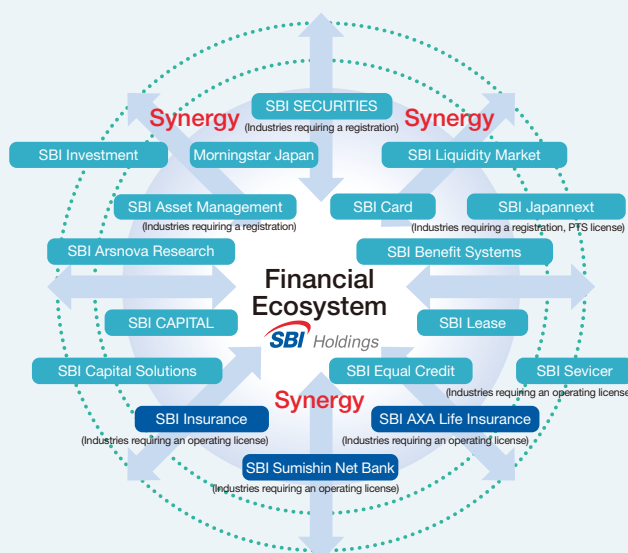 SBI SECURITIES
Synergy
(Industries requiring a registration)
Synergy
SBI Investment
Morningstar Japan
SBI Liquidity Market
SBI Asset Management
(Industries requiring a registration)
SBI Card
SBI Japannext
(Industries requiring a registration, PTS license)
SBI Arsnova Research
SBI Benefit Systems
Financial
Ecosystem
SBI Holdings
SBI CAPITAL
SBI Lease
SBI Capital Solutions
SBI Equal Credit
SBI Sevicer
(Industries requiring an operating license)
Synergy
SBI Insurance
(Industries requiring an operating license)
SBI AXA Life Insurance
(Industries requiring an operating license)
SBI Sumishin Net Bank
(Industries requiring an operating license)